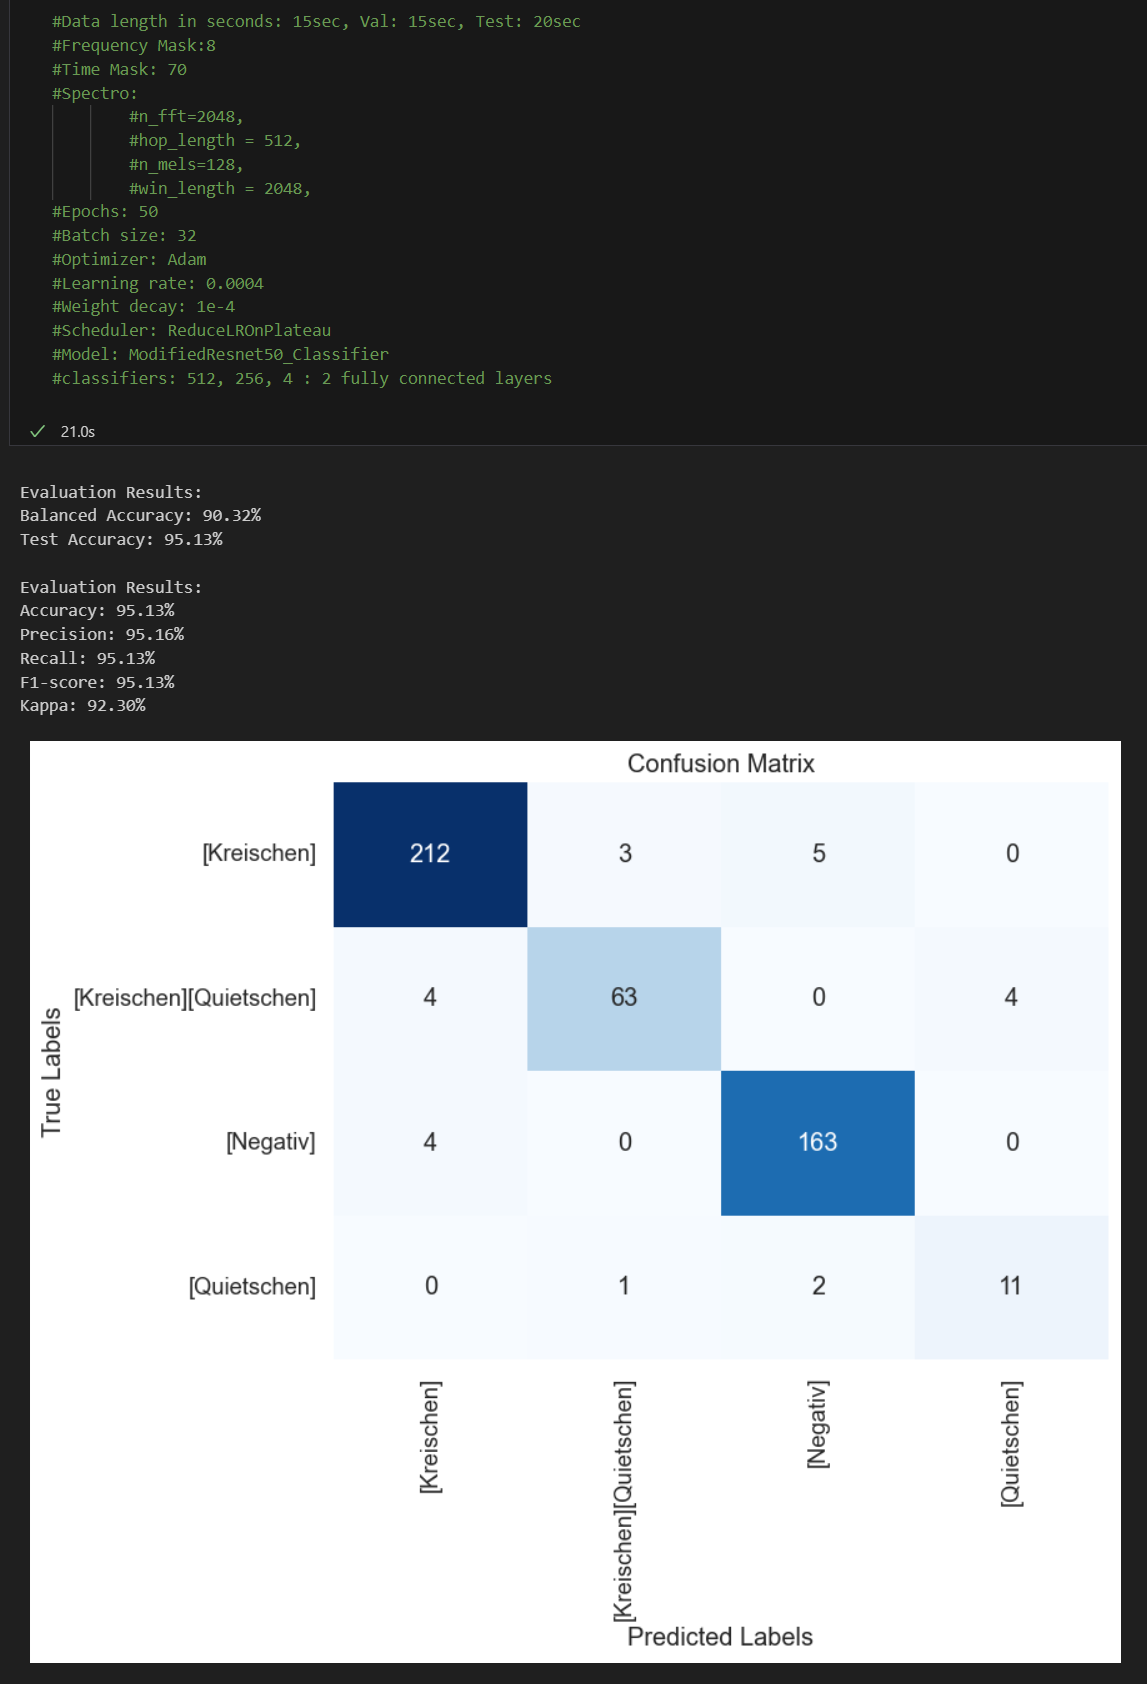 #Data length in seconds: 15sec, Val: 15sec, Test: 20sec
#Frequency Mask:8
#Time Mask: 70
#Spectro:
#n_fft=2048,
#hop_length = 512,
#n_mels=128,
#win_length = 2048,
#Epochs: 50
#Batch size: 32
#Optimizer: Adam
#Learning rate: 0.0004
#Weight decay: 1e-4
#Scheduler: ReduceLROnPlateau
#Model: ModifiedResnet50_Classifier
#classifiers: 512, 256, 4 : 2 fully connected layers
21.0s
Evaluation Results:
Balanced Accuracy: 90.32%
Test Accuracy: 95.13%
Evaluation Results:
Accuracy: 95.13%
Precision: 95.16%
Recall: 95.13%
F1-score: 95.13%
Kappa: 92.30%
Confusion Matrix
[Kreischen] 212 3 5 0
[Kreischen][Quietschen] 4 63 0 4
[Negativ] 4 0 163 0
[Quietschen] 0 1 2 11
True Labels
[Kreischen]
[Kreischen][Quietschen]
[Negativ]
[Quietschen]
Predicted Labels